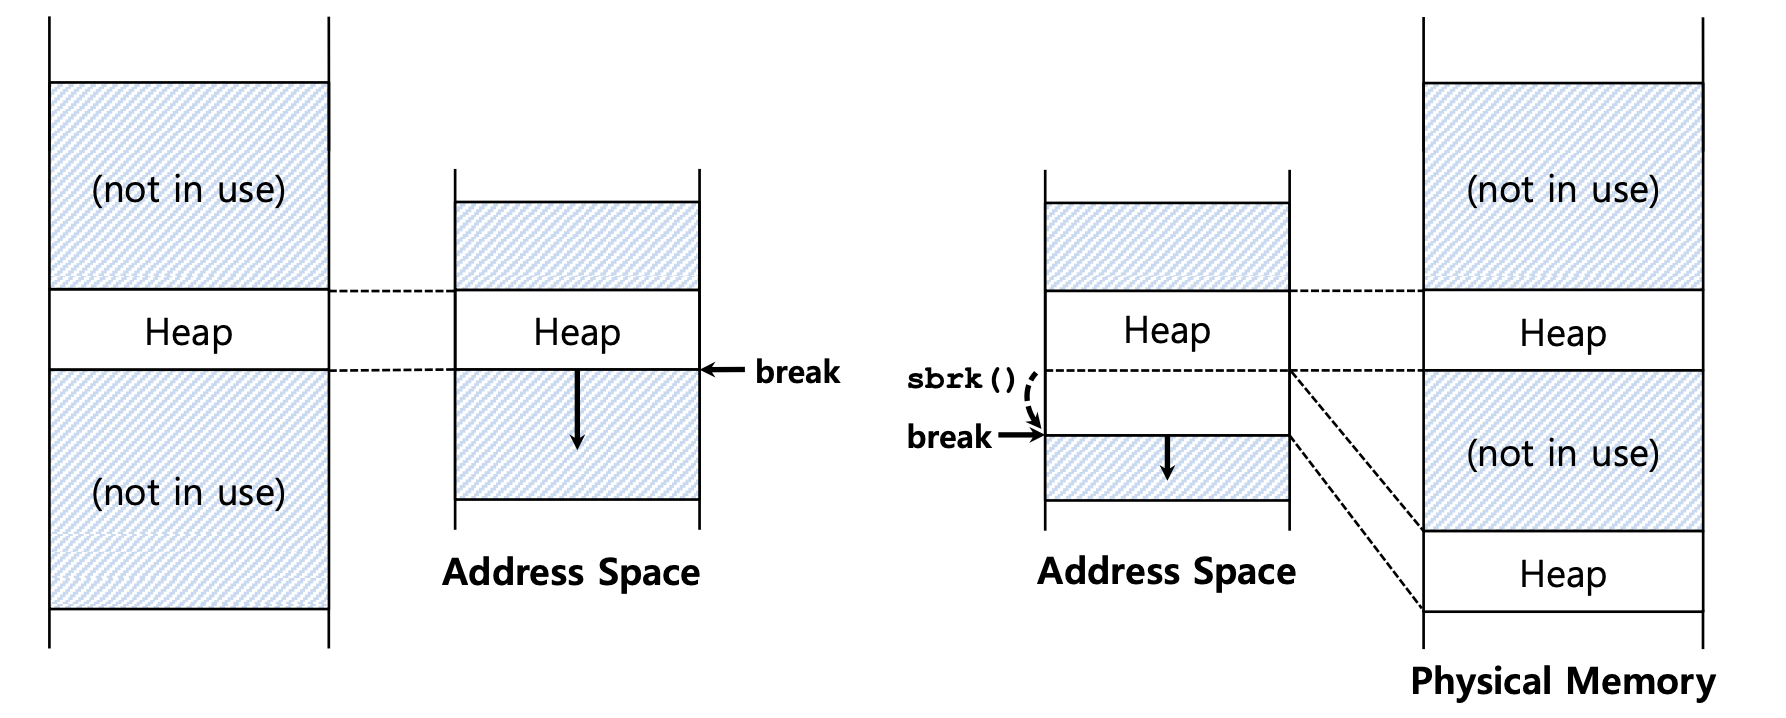 (not in use)
Heap
(not in use)
Heap
break
Address Space
Heap
sbrk()
break
Address Space
(not in use)
Heap
(not in use)
Heap
Physical Memory